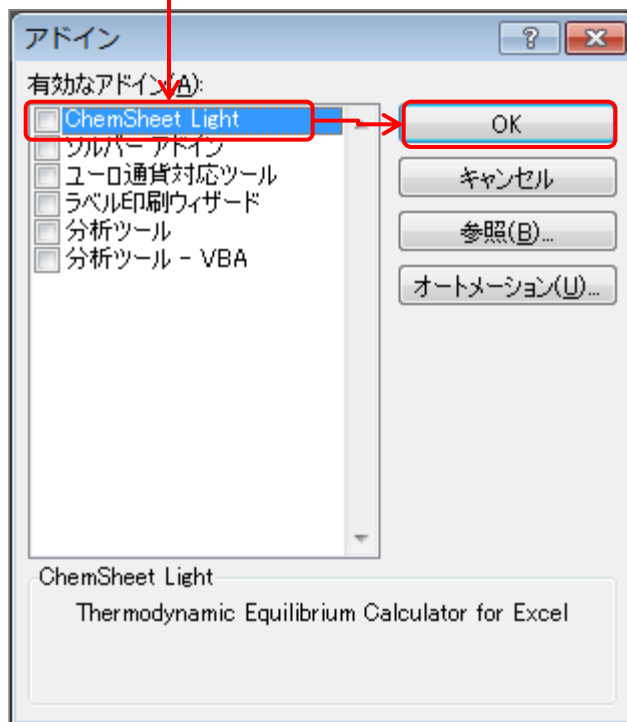 アドイン
有効なアドイン(A):
ChemSheet Light
ソルバー アドイン
ユーロ通貨対応ツール
ラベル印刷ウィザード
分析ツール
分析ツール - VBA
OK
キャンセル
参照(B)...
オートメーション(U)...
ChemSheet Light
Thermodynamic Equilibrium Calculator for Excel